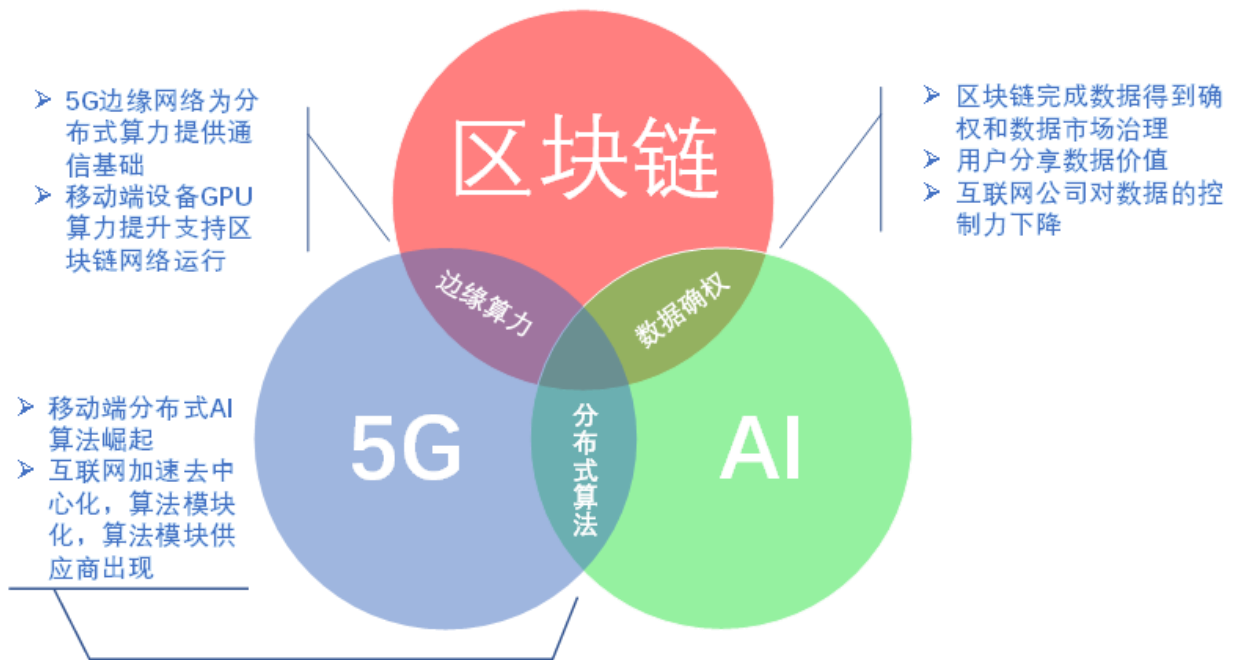 区块链
➢ 5G边缘网络为分
布式算力提供通
信基础
➢ 移动端设备GPU
算力提升支持区
块链网络运行
➢ 区块链完成数据得到确
权和数据市场治理
➢ 用户分享数据价值
➢ 互联网公司对数据的控
制力下降
边缘算力
数据确权
➢ 移动端分布式AI
算法崛起
➢ 互联网加速去中
心化，算法模块
化，算法模块供
应商出现
5G
分布式算法
AI